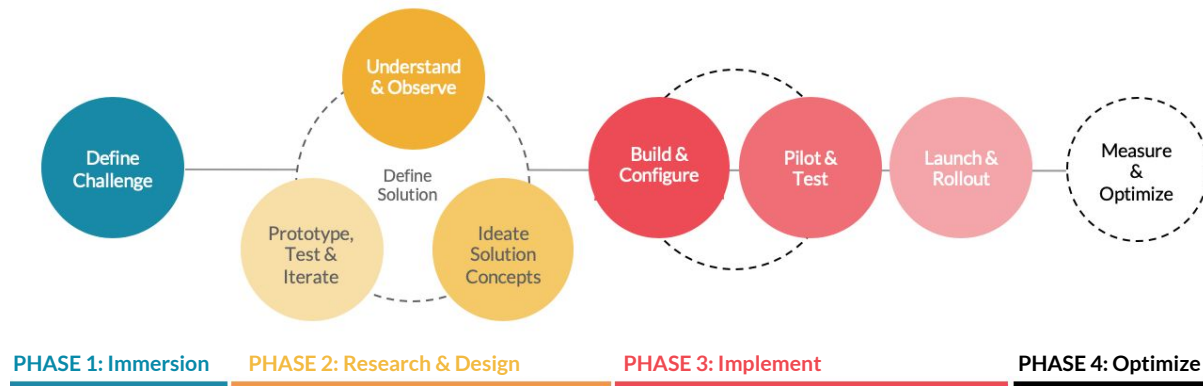 Define
Challenge
Understand
& Observe
Define
Solution
Prototype,
Test &
Iterate
Ideate
Solution
Concepts
Build &
Configure
Pilot &
Test
Launch &
Rollout
Measure
&
Optimize
PHASE 1: Immersion
PHASE 2: Research & Design
PHASE 3: Implement
PHASE 4: Optimize